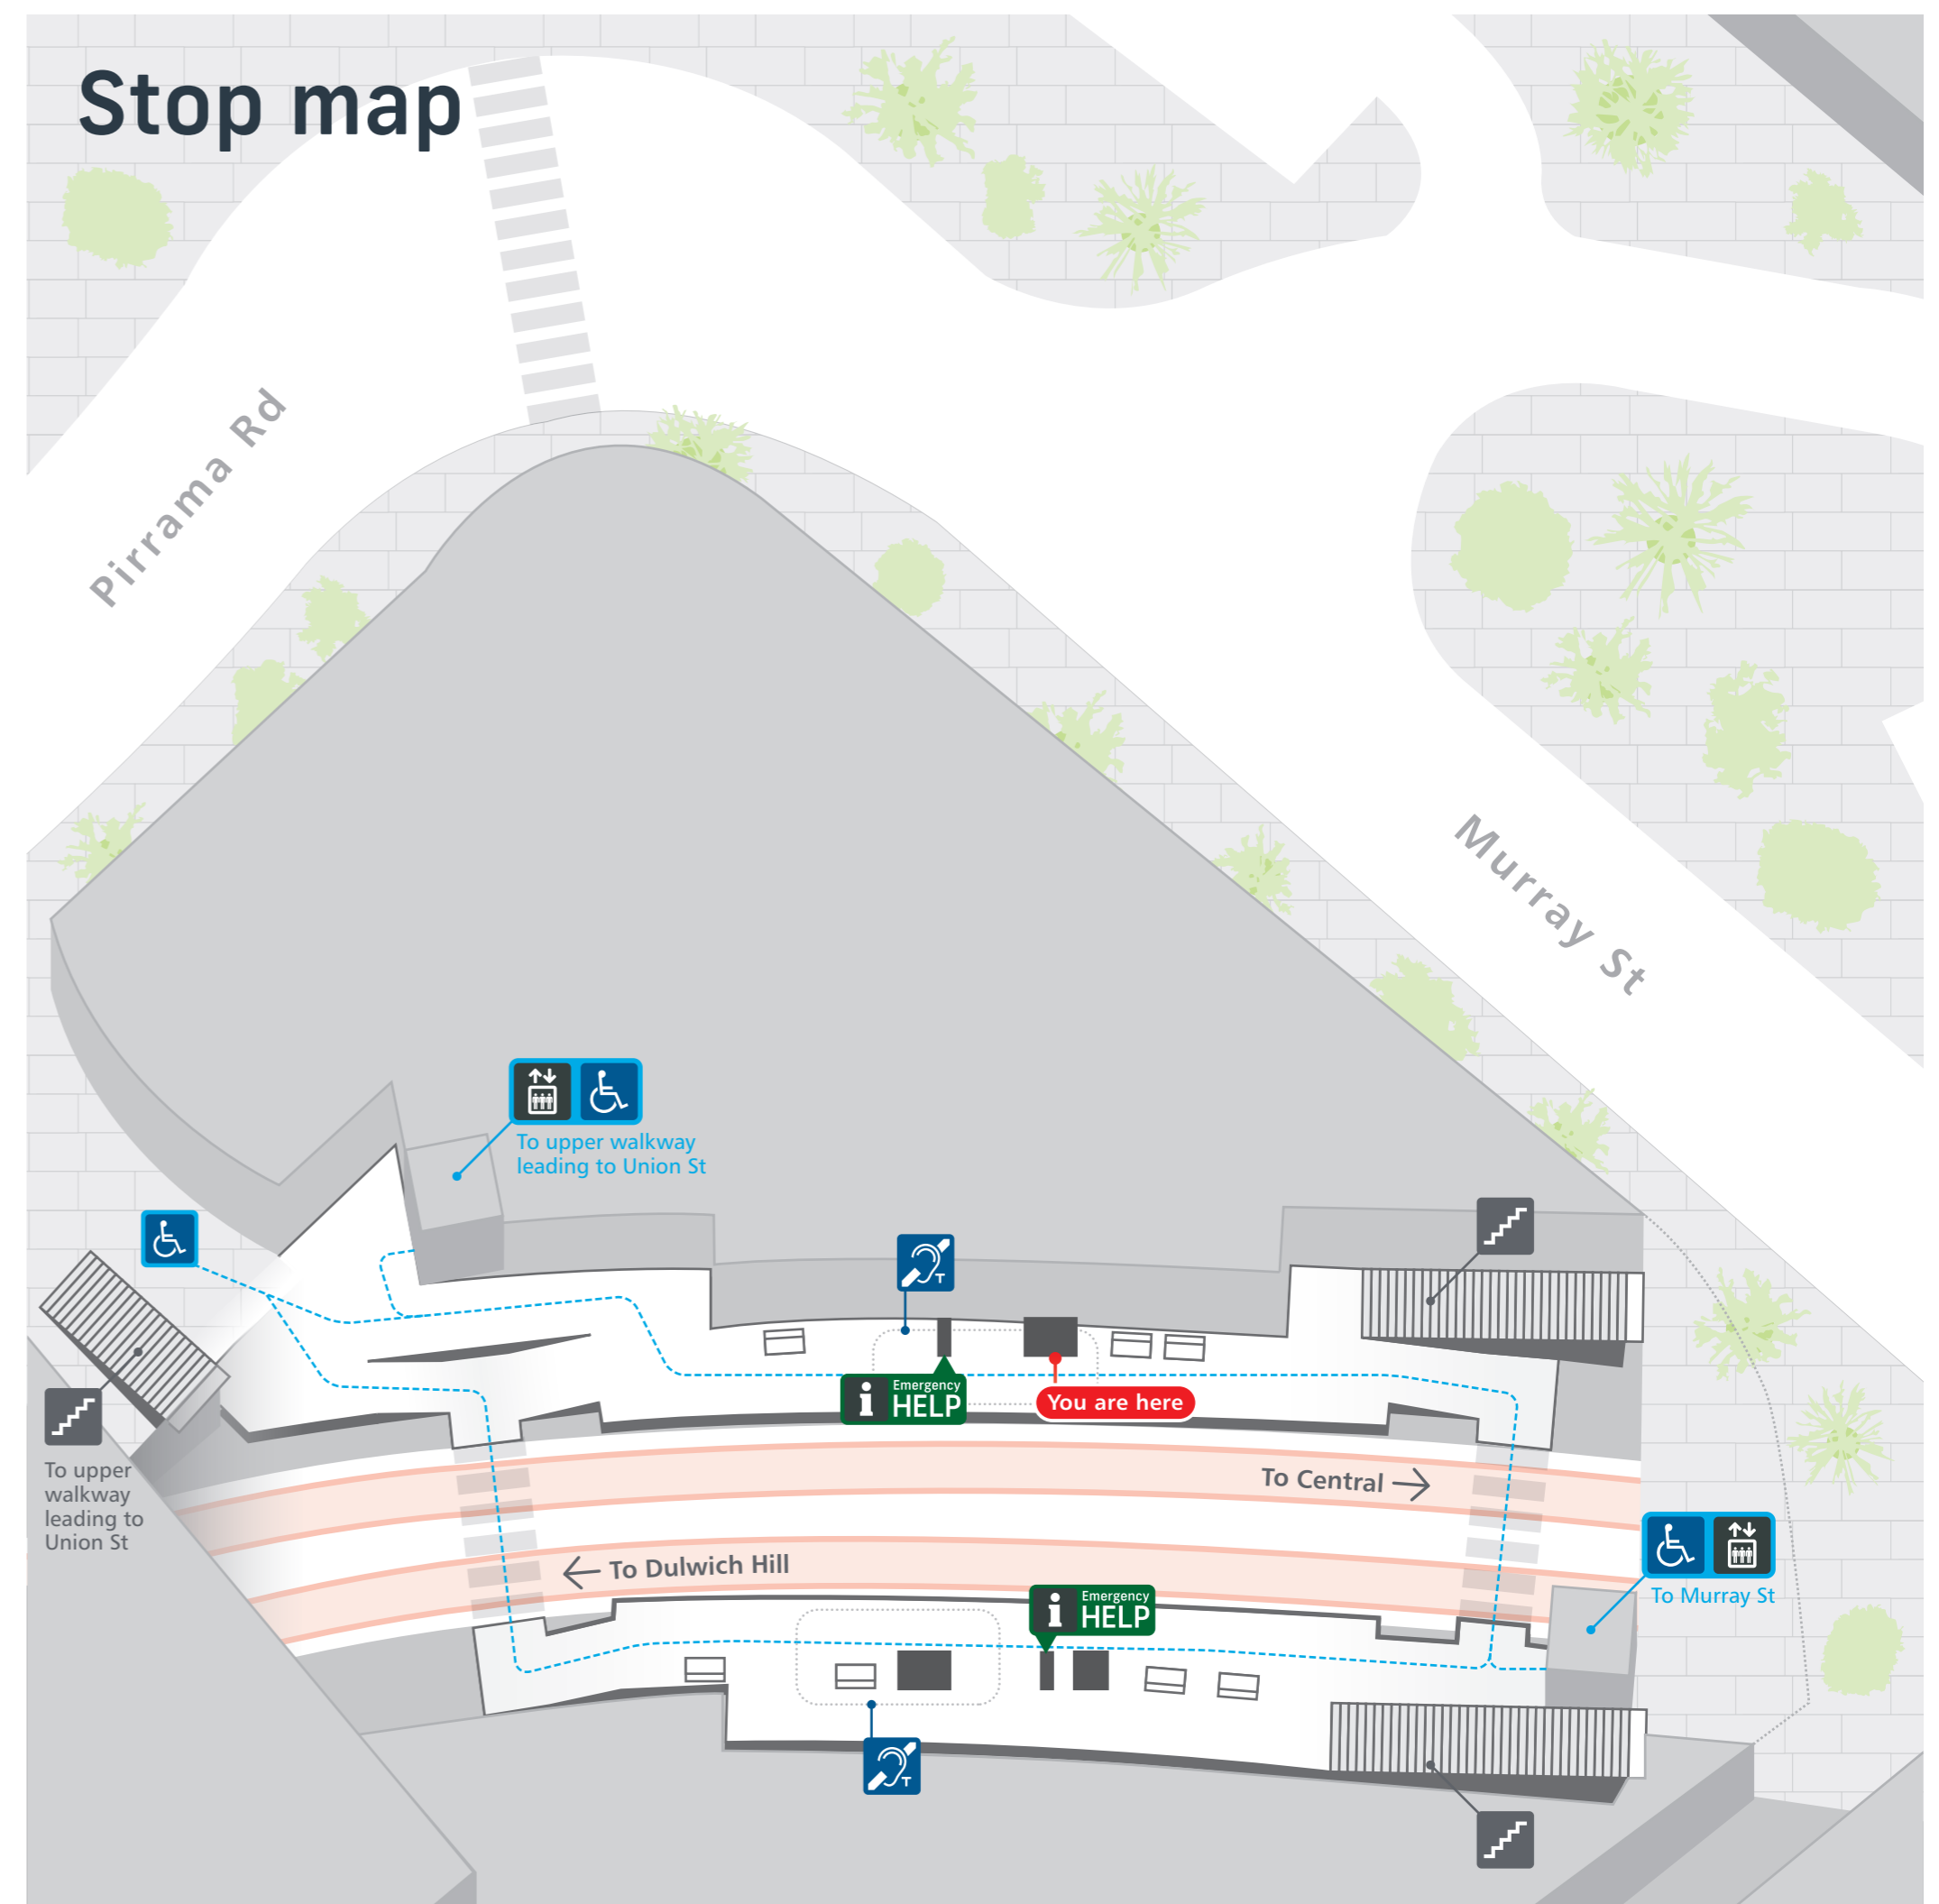 Stop map
Pirrama Rd
Murray St
To upper walkway
leading to Union St
T
i
Emergency
HELP
You are here
To upper
walkway
leading to
Union St
To Central
To Dulwich Hill
i
Emergency
HELP
To Murray St
T